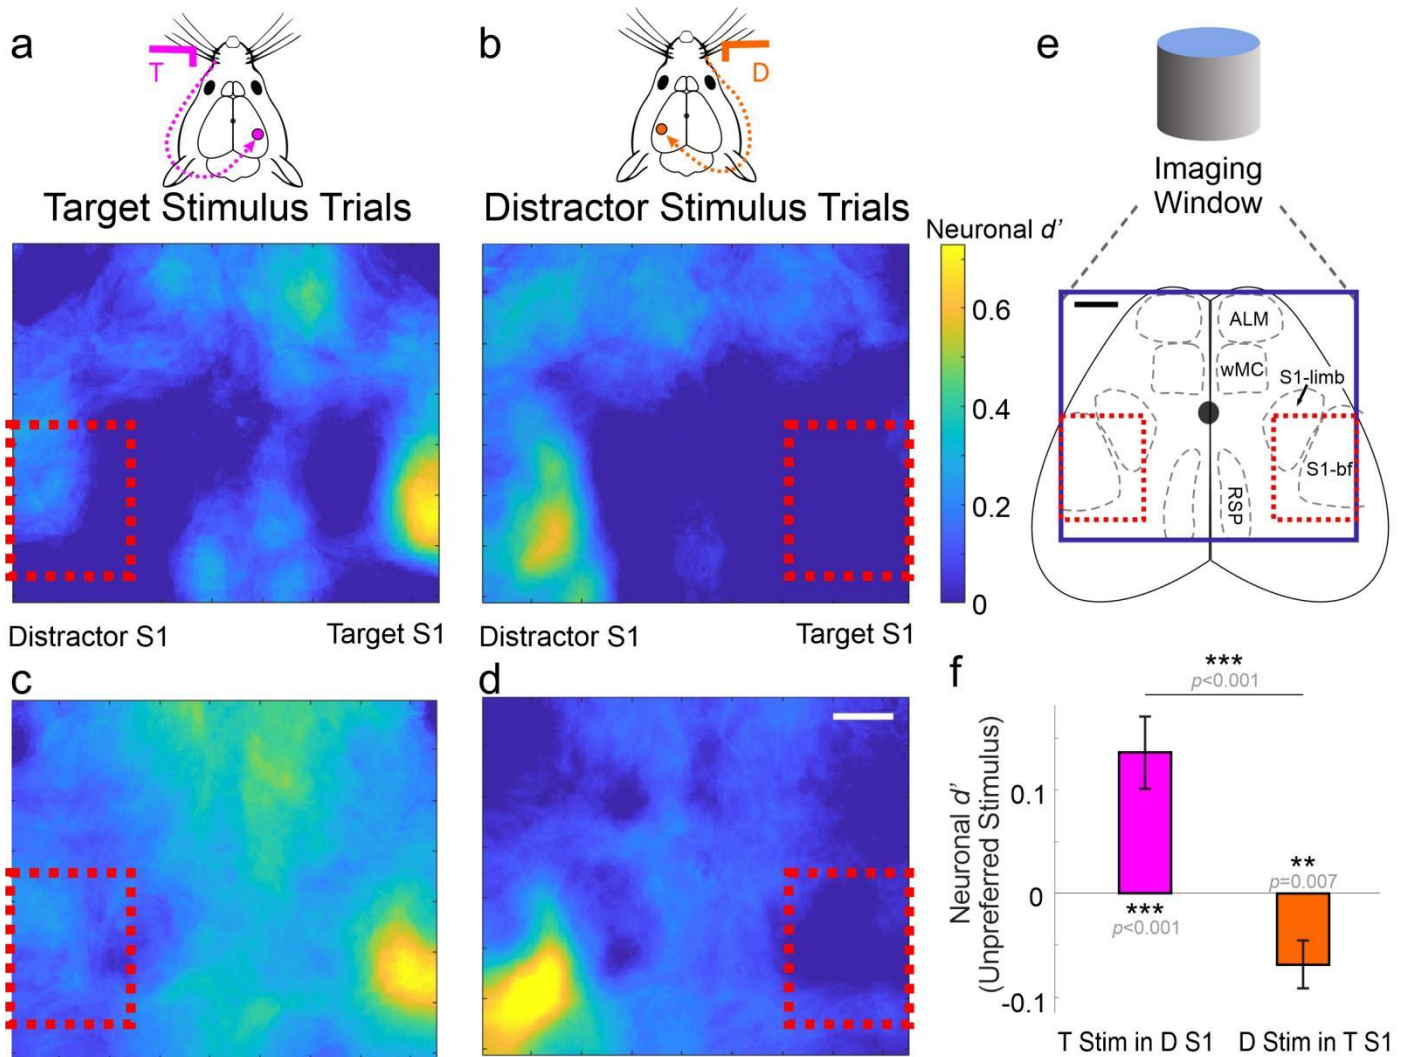 a
T
Target Stimulus Trials
b
D
Distractor Stimulus Trials
Neuronal d'
0.6
0.4
0.2
0
e
Imaging
Window
ALM
wMC
S1-limb
S1-bf
RSP
Distractor S1
Target S1
Distractor S1
Target S1
c
d
f
***
p<0.001
Neuronal d'
(Unpreferred Stimulus)
0.1
0
-0.1
***
p<0.001
**
p=0.007
T Stim in D S1
D Stim in T S1